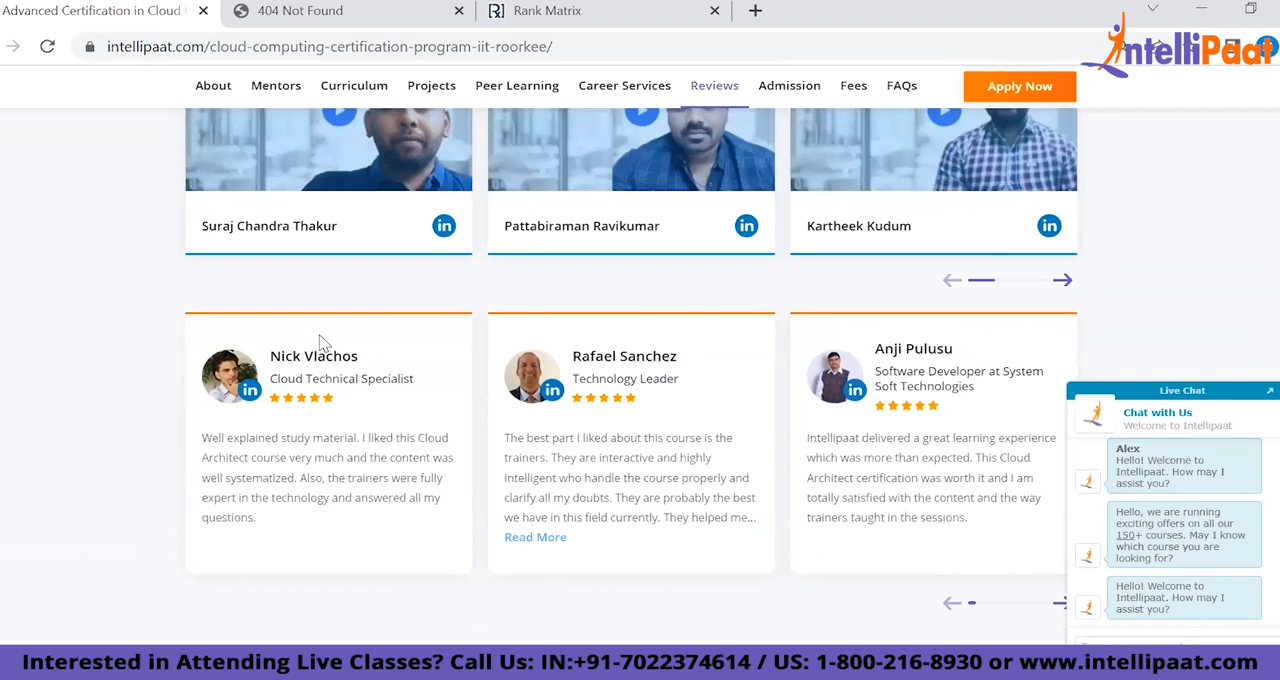 Advanced Certification in Cloud
404 Not Found
Rank Matrix
intellipaat.com/cloud-computing-certification-program-iit-roorkee/
IntelliPaat
About Mentors Curriculum Projects Peer Learning Career Services Reviews Admission Fees FAQs Apply Now
Suraj Chandra Thakur in
Pattabiraman Ravikumar in
Kartheek Kudum in
Nick Vlachos
Cloud Technical Specialist
in
Well explained study material. I liked this Cloud
Architect course very much and the content was
well systematized. Also, the trainers were fully
expert in the technology and answered all my
questions.
Rafael Sanchez
Technology Leader
in
The best part I liked about this course is the
trainers. They are interactive and highly
intelligent who handle the course properly and
clarify all my doubts. They are probably the best
we have in this field currently. They helped me...
Read More
Anji Pulusu
Software Developer at System
Soft Technologies
in
Intellipaat delivered a great learning experience
which was more than expected. This Cloud
Architect certification was worth it and I am
totally satisfied with the content and the way
trainers taught in the sessions.
Live Chat
Chat with Us
Welcome to Intellipaat
Alex
Hello! Welcome to
Intellipaat. How may I
assist you?
Hello, we are running
exciting offers on all our
150+ courses. May I know
which course you are
looking for?
Hello! Welcome to
Intellipaat. How may I
assist you?
Interested in Attending Live Classes? Call Us: IN:+91-7022374614 / US: 1-800-216-8930 or www.intellipaat.com